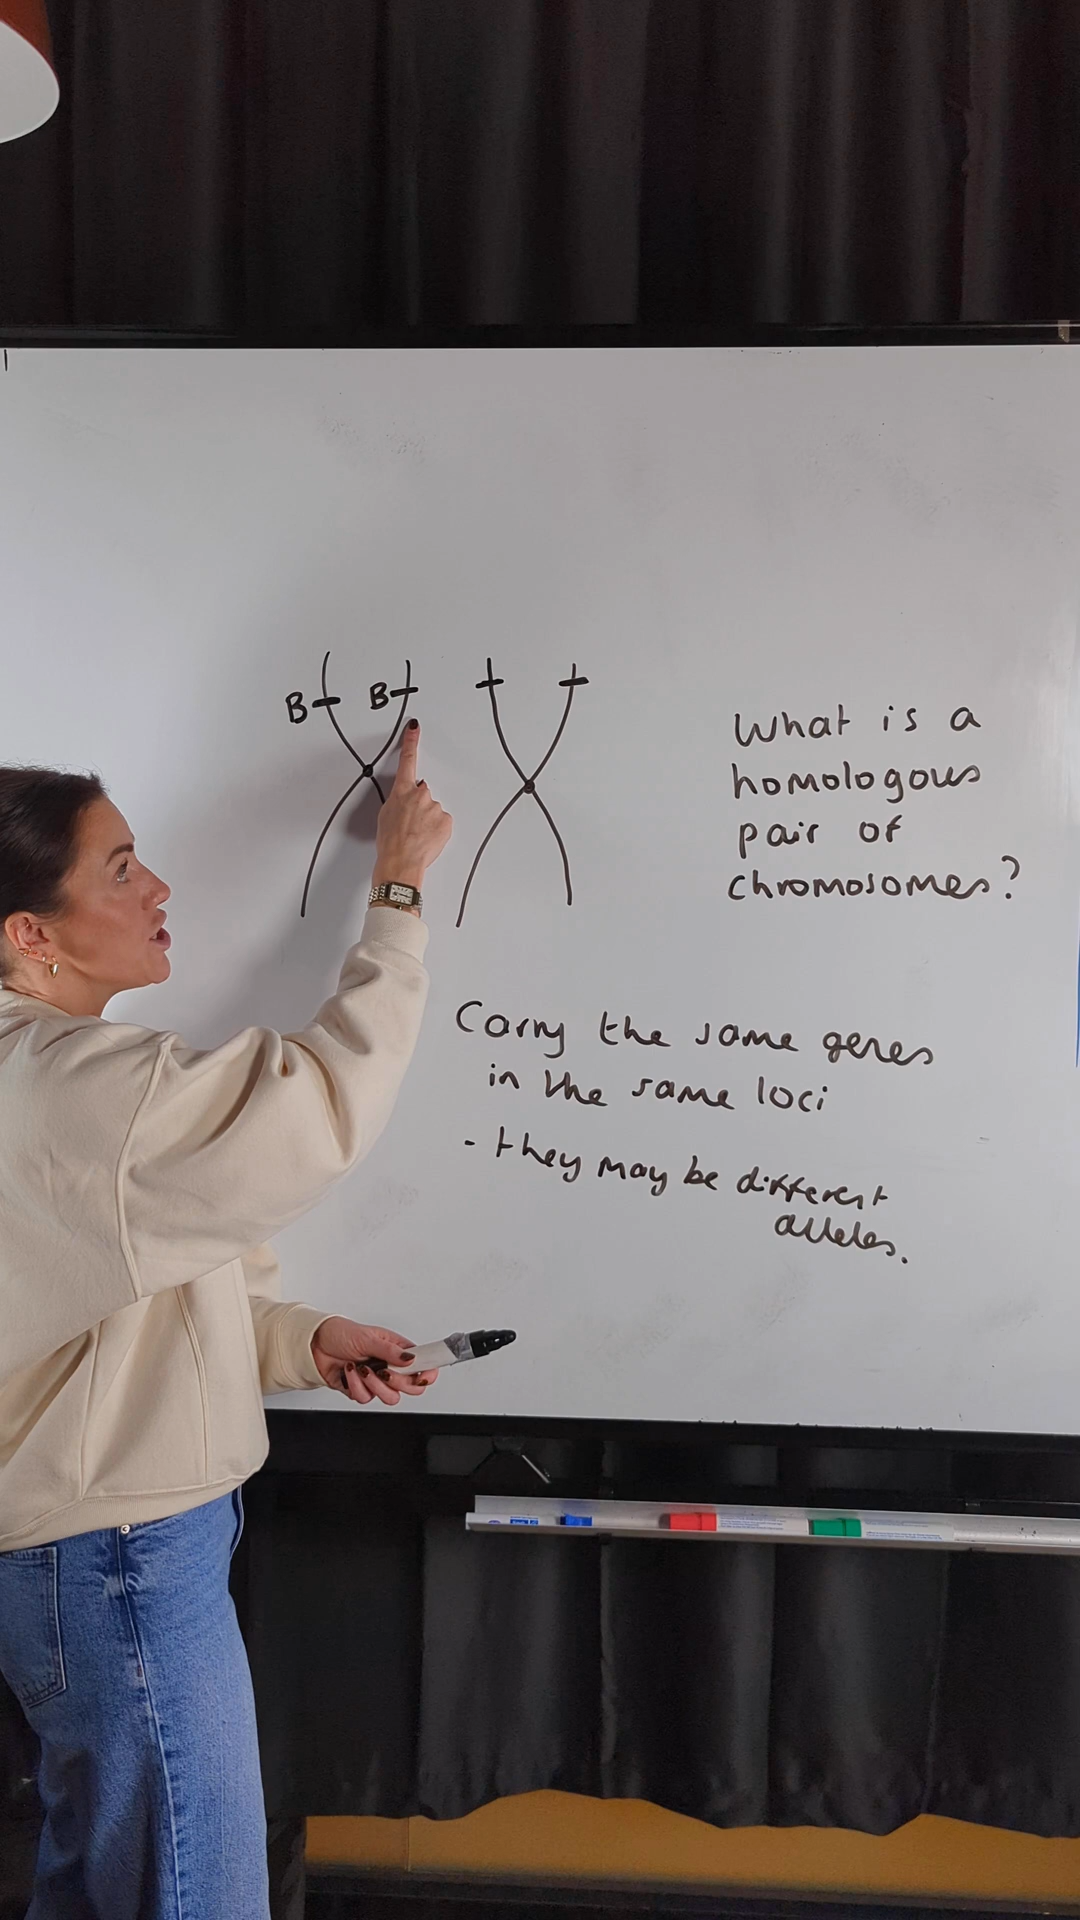 B B
What is a
homologous
pair of
chromosomes?
Carry the same genes
in the same loci
- they may be different
alleles.